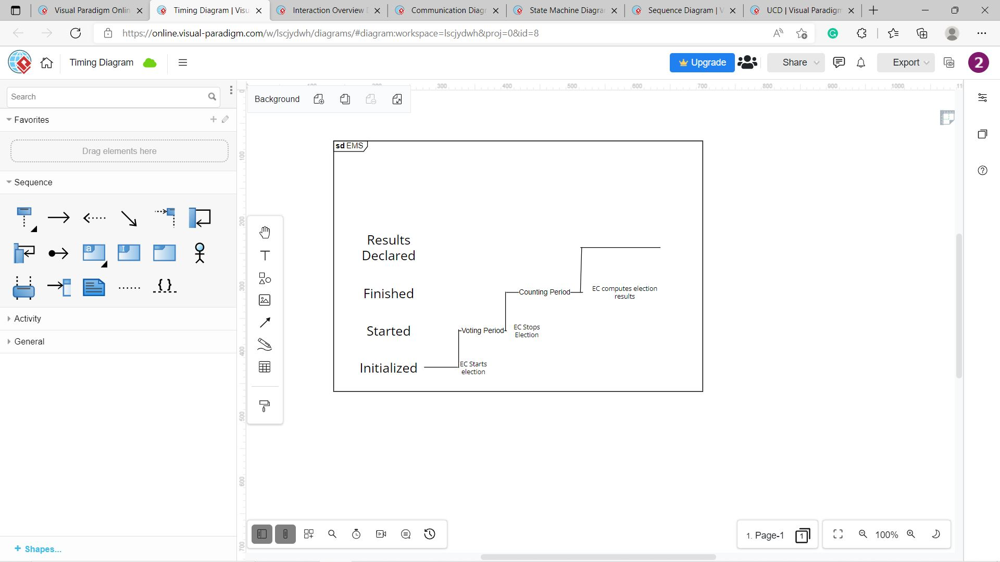 Visual Paradigm Onlin
Timing Diagram | Visu
Interaction Overview D
Communication Diagr
State Machine Diagra
Sequence Diagram | V
UCD | Visual Paradigm
https://online.visual-paradigm.com/w/lscjydwh/diagrams/#diagram:workspace=lscjydwh&proj=0&id=8
Timing Diagram
Upgrade
Share
Export
2
Search
Background
100 200 300 400 500 600 700 800 900 1000 11
0
100
200
300
400
500
600
700
Favorites
Drag elements here
Sequence
a
I
{ }
Activity
General
+ Shapes...
sd EMS
Results
Declared
Finished
Counting Period
EC computes election
results
Started
Voting Period
EC Stops
Election
Initialized
EC Starts
election
1. Page-1
1
100%